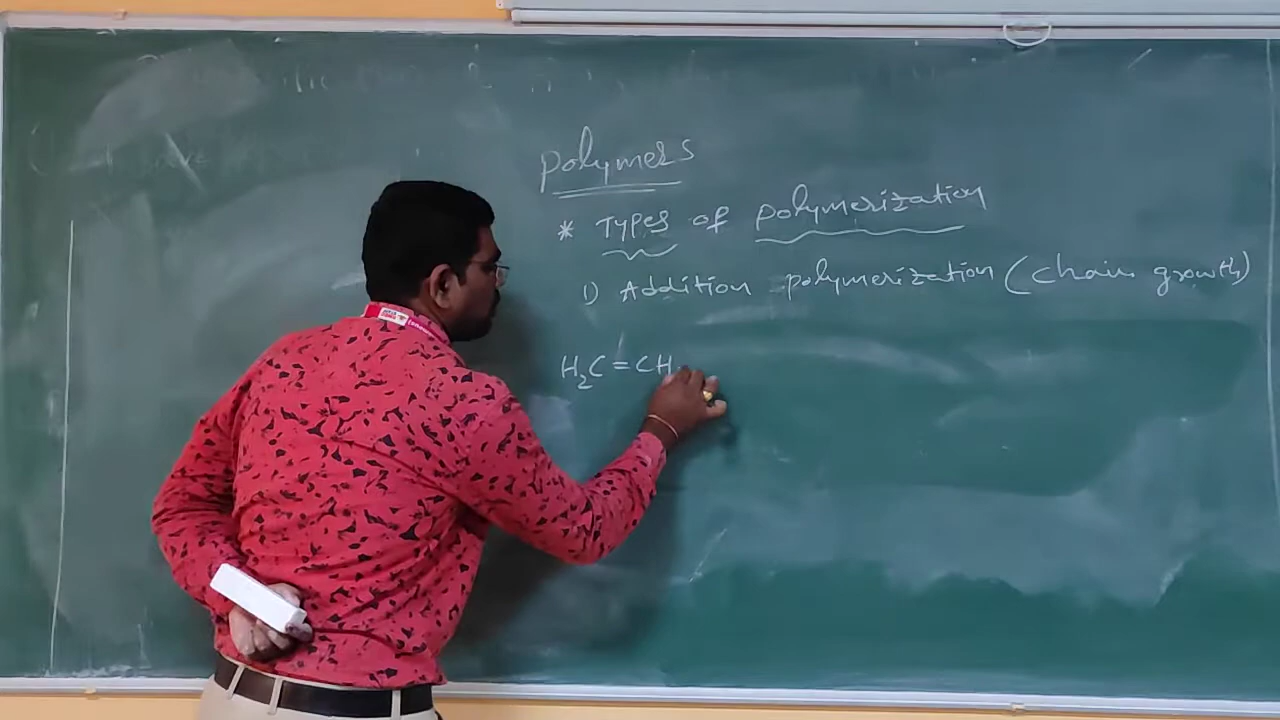 Polymers
* Types of polymerization
1) Addition polymerization (chain growth)
H₂C=CH